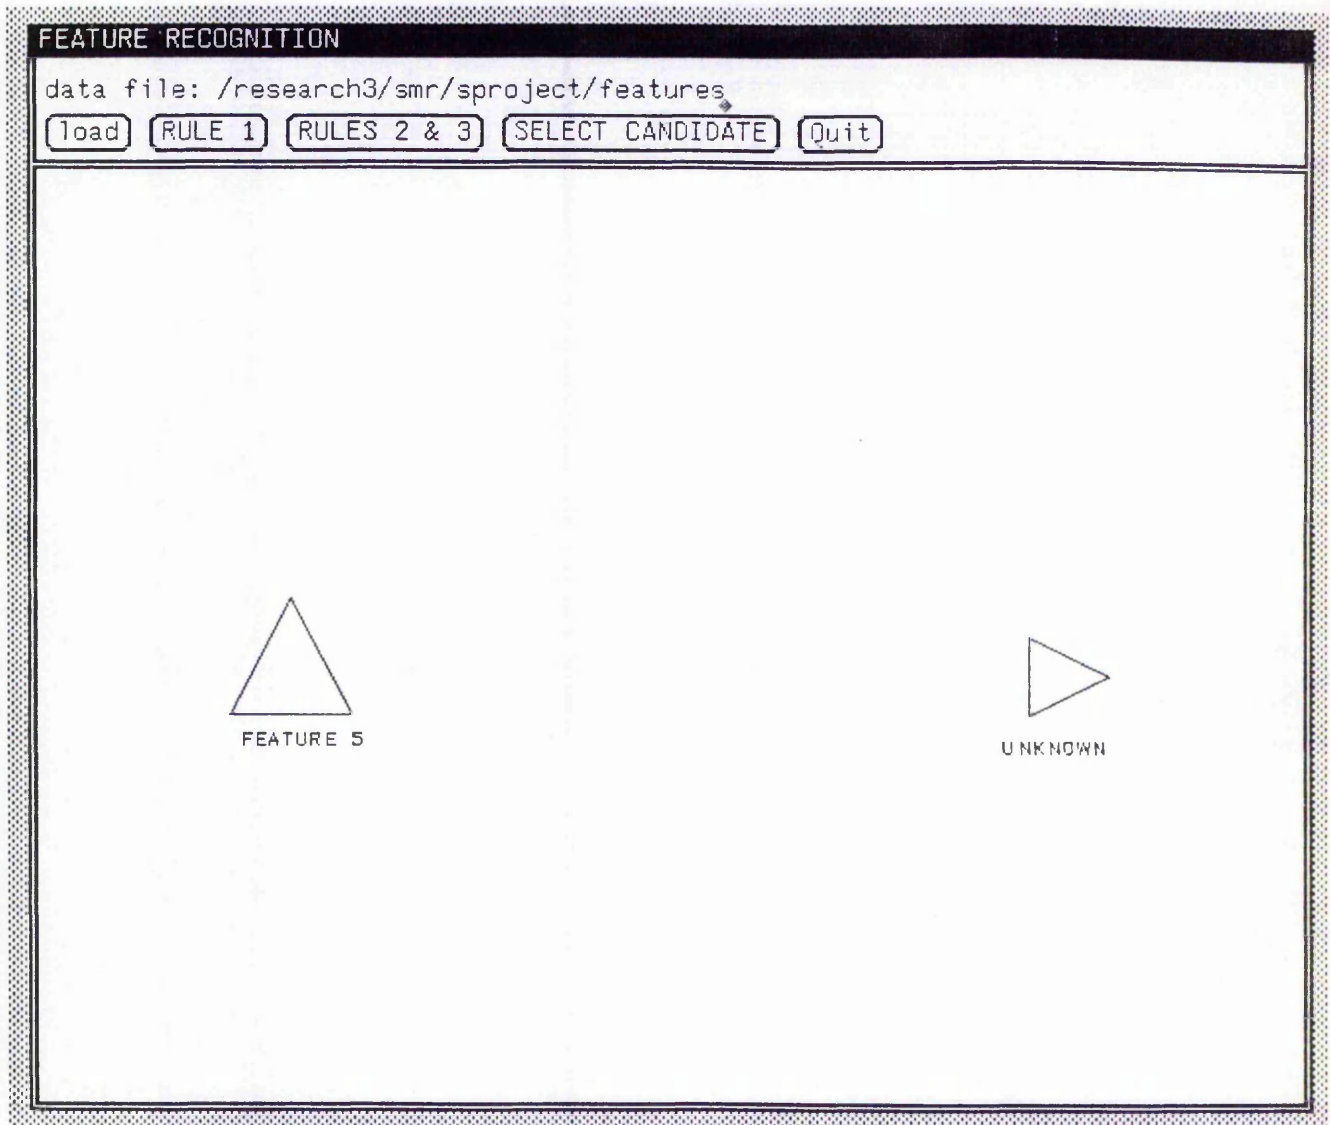 FEATURE RECOGNITION
data file: /research3/smr/sproject/features
load RULE 1 RULES 2 & 3 SELECT CANDIDATE Quit
FEATURE 5
UNKNOWN